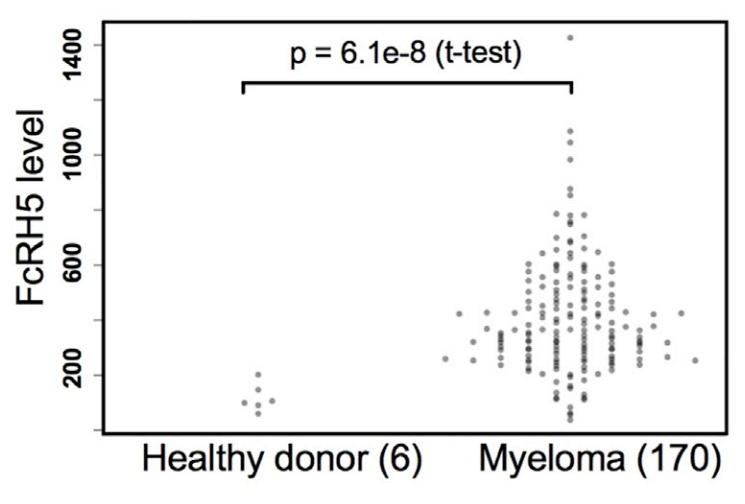 p = 6.1e-8 (t-test)
FcRH5 level
1400
1000
600
200
Healthy donor (6)
Myeloma (170)